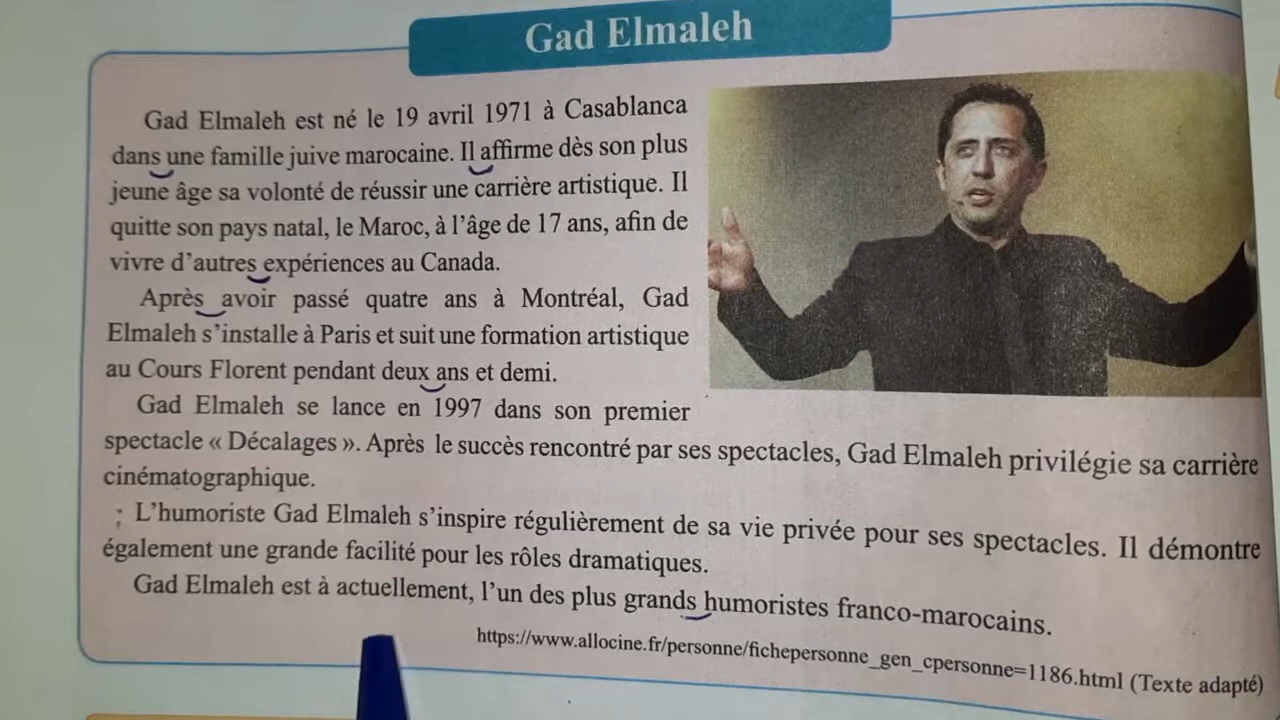 Gad Elmaleh
Gad Elmaleh est né le 19 avril 1971 à Casablanca
dans une famille juive marocaine. Il affirme dès son plus
jeune âge sa volonté de réussir une carrière artistique. Il
quitte son pays natal, le Maroc, à l'âge de 17 ans, afin de
vivre d'autres expériences au Canada.
Après avoir passé quatre ans à Montréal, Gad
Elmaleh s'installe à Paris et suit une formation artistique
au Cours Florent pendant deux ans et demi.
Gad Elmaleh se lance en 1997 dans son premier
spectacle « Décalages ». Après le succès rencontré par ses spectacles, Gad Elmaleh privilégie sa carrière
cinématographique.
L'humoriste Gad Elmaleh s'inspire régulièrement de sa vie privée pour ses spectacles. Il démontre
également une grande facilité pour les rôles dramatiques.
Gad Elmaleh est à actuellement, l'un des plus grands humoristes franco-marocains.
https://www.allocine.fr/personne/fichepersonne_gen_cpersonne=1186.html (Texte adapté)